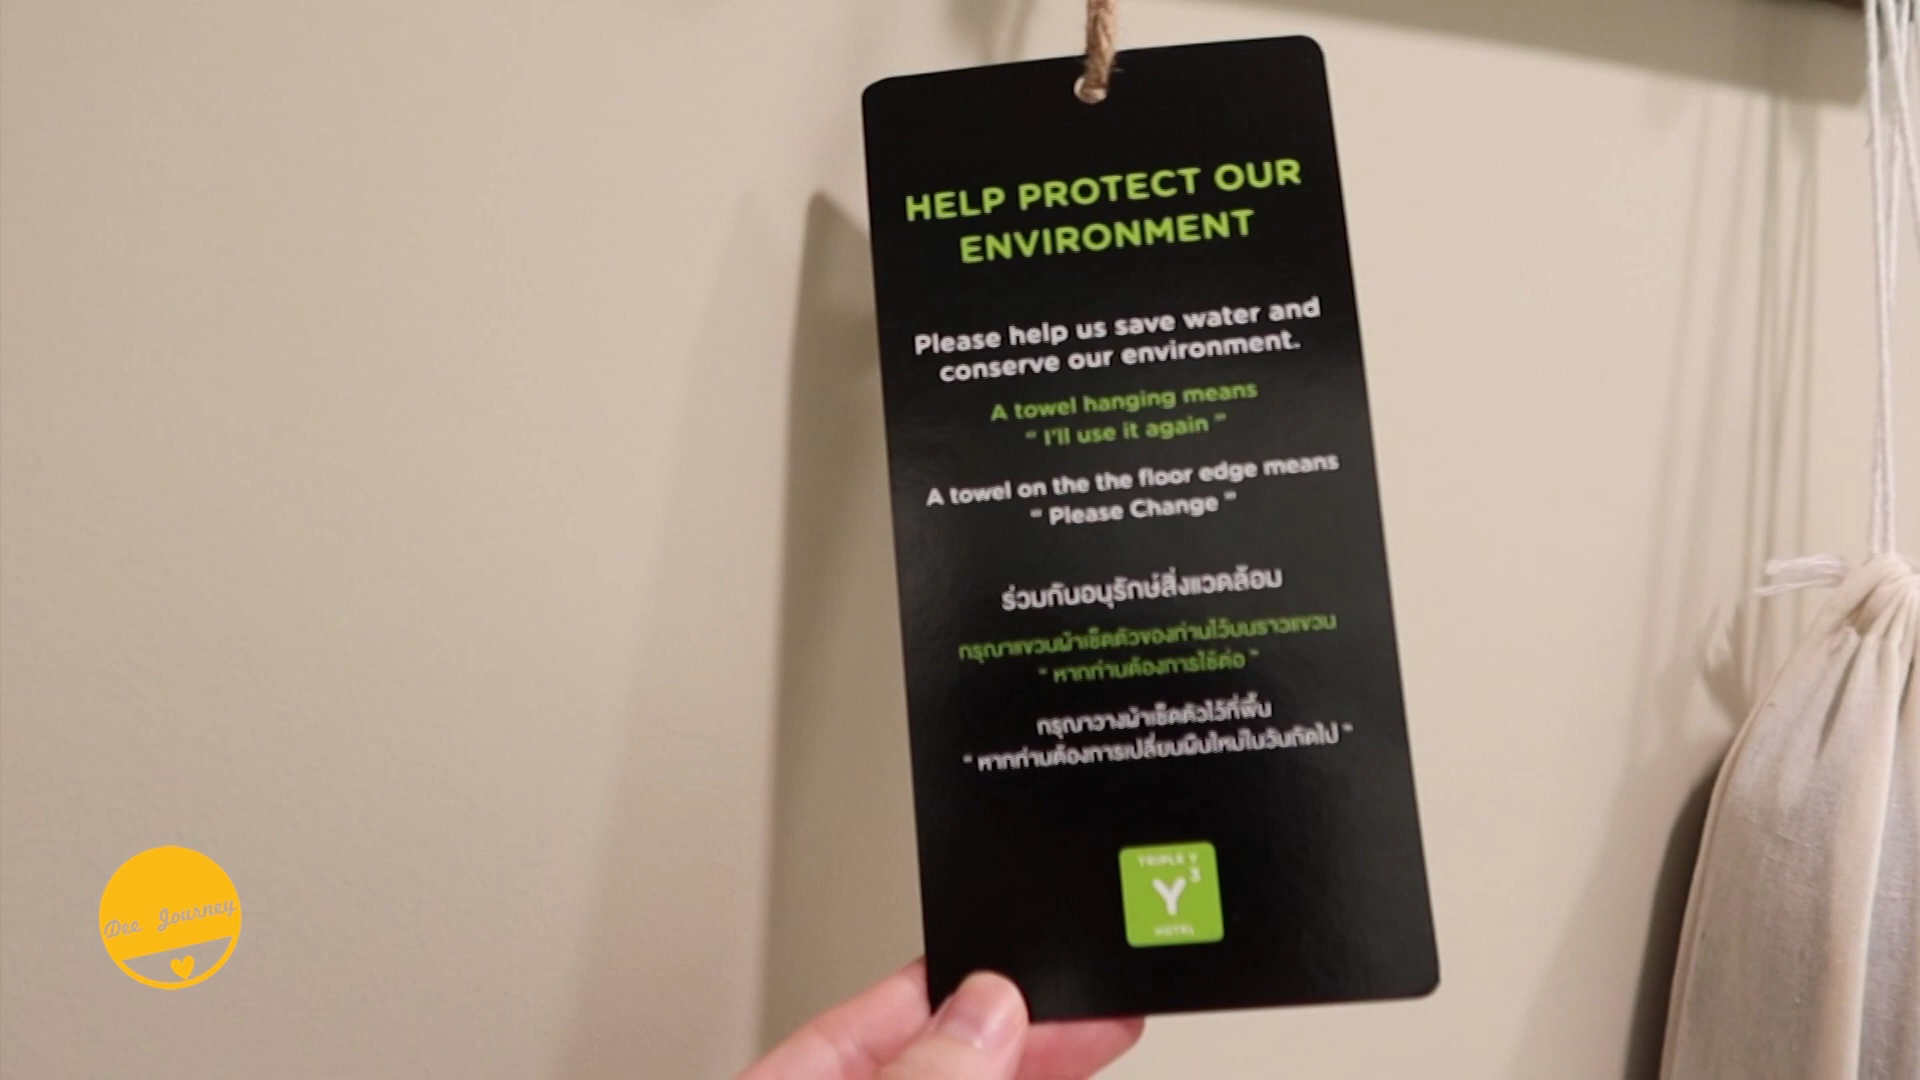 HELP PROTECT OUR
ENVIRONMENT
Please help us save water and
conserve our environment.
A towel hanging means
" I'll use it again "
A towel on the the floor edge means
" Please Change "
ร่วมกันอนุรักษ์สิ่งแวดล้อม
กรุณาแขวนผ้าเช็ดตัวของท่านไว้บนราวแขวน
" หากท่านต้องการใช้ต่อ "
กรุณาวางผ้าเช็ดตัวไว้ที่พื้น
" หากท่านต้องการเปลี่ยนผืนใหม่ในวันถัดไป "
TRIPLE Y
Y3
HOTEL
Dee Journey